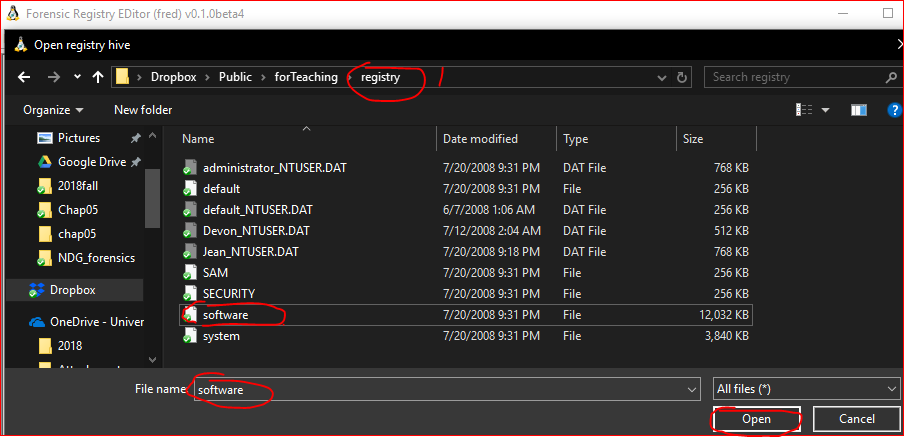 Forensic Registry EDitor (fred) v0.1.0beta4
Open registry hive
Dropbox › Public › forTeaching › registry
Search registry
Organize New folder
Name Date modified Type Size
Pictures
Google Drive
2018fall
Chap05
chap05
NDG_forensics
Dropbox
OneDrive - Univer
2018
administrator_NTUSER.DAT 7/20/2008 9:31 PM DAT File 768 KB
default 7/20/2008 9:31 PM File 256 KB
default_NTUSER.DAT 6/7/2008 1:06 AM DAT File 256 KB
Devon_NTUSER.DAT 7/12/2008 2:04 AM DAT File 512 KB
Jean_NTUSER.DAT 7/20/2008 9:18 PM DAT File 768 KB
SAM 7/20/2008 9:31 PM File 256 KB
SECURITY 7/20/2008 9:31 PM File 256 KB
software 7/20/2008 9:31 PM File 12,032 KB
system 7/20/2008 9:31 PM File 3,840 KB
File name: software All files (*)
Open Cancel